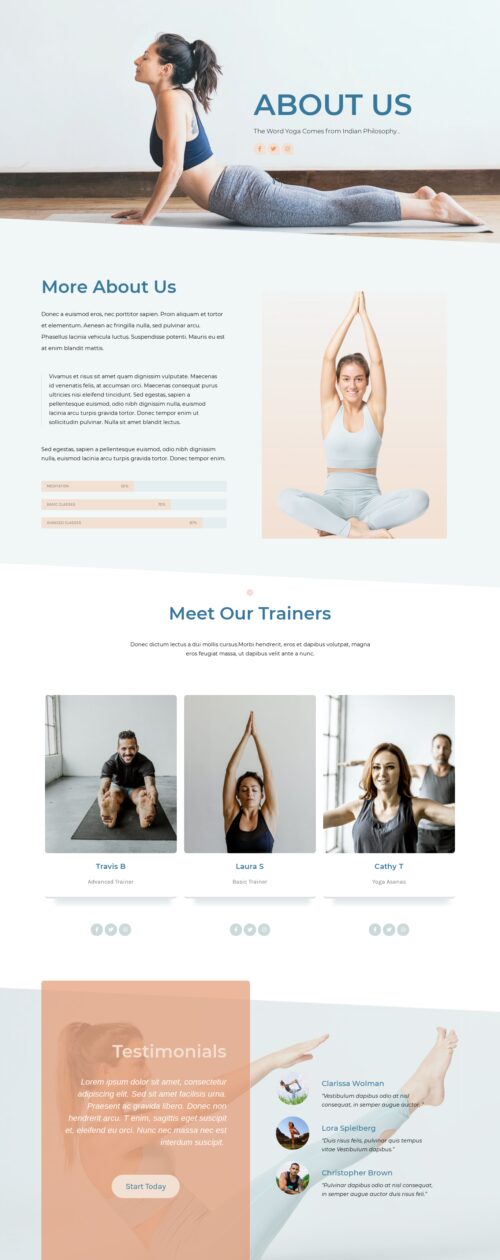 ABOUT US
The Word Yoga Comes from Indian Philosophy..
More About Us
Donec a euismod eros, nec porttitor sapien. Proin aliquam et tortor
et elementum. Aenean ac fringilla nulla, sed pulvinar arcu.
Phasellus lacinia vehicula luctus. Suspendisse potenti. Mauris eu est
at enim blandit mattis.
Vivamus et risus sit amet quam dignissim vulputate. Maecenas
id venenatis felis, at accumsan orci. Maecenas consequat purus
ultricies nisi eleifend tincidunt. Sed egestas, sapien a
pellentesque euismod, odio nibh dignissim nulla, euismod
lacinia arcu turpis gravida tortor. Donec tempor enim ut
sollicitudin pulvinar. Nulla sit amet blandit lectus.
Sed egestas, sapien a pellentesque euismod, odio nibh dignissim
nulla, euismod lacinia arcu turpis gravida tortor. Donec tempor enim.
MEDITATION 50%
BASIC CLASSES 70%
CLASSES 87%
Meet Our Trainers
Donec dictum lectus a dui mollis cursus.Morbi hendrerit, eros et dapibus volutpat, magna
eros feugiat massa, ut dapibus velit ante a nunc.
Travis B
Advanced Trainer
Laura S
Basic Trainer
Cathy T
Yoga Asanas
Testimonials
Lorem ipsum dolor sit amet, consectetur
adipiscing elit. Sed sit amet facilisis urna.
Praesent ac gravida libero. Donec non
hendrerit arcu. T enim, sagittis eros suscipit
et, eleifend eu orci. Nunc nec massa nec est
interdum suscipit.
Start Today
Clarissa Wolman
"Vestibulum dapibus odio at nisl
consequat, in semper augue auctor."
Lora Spielberg
"Duis risus felis, pulvinar quis tempus
vitae Vestibulum dapibus."
Christopher Brown
"Pulvinar dapibus odio at nisl consequat,
in semper augue auctor duis risus feli."